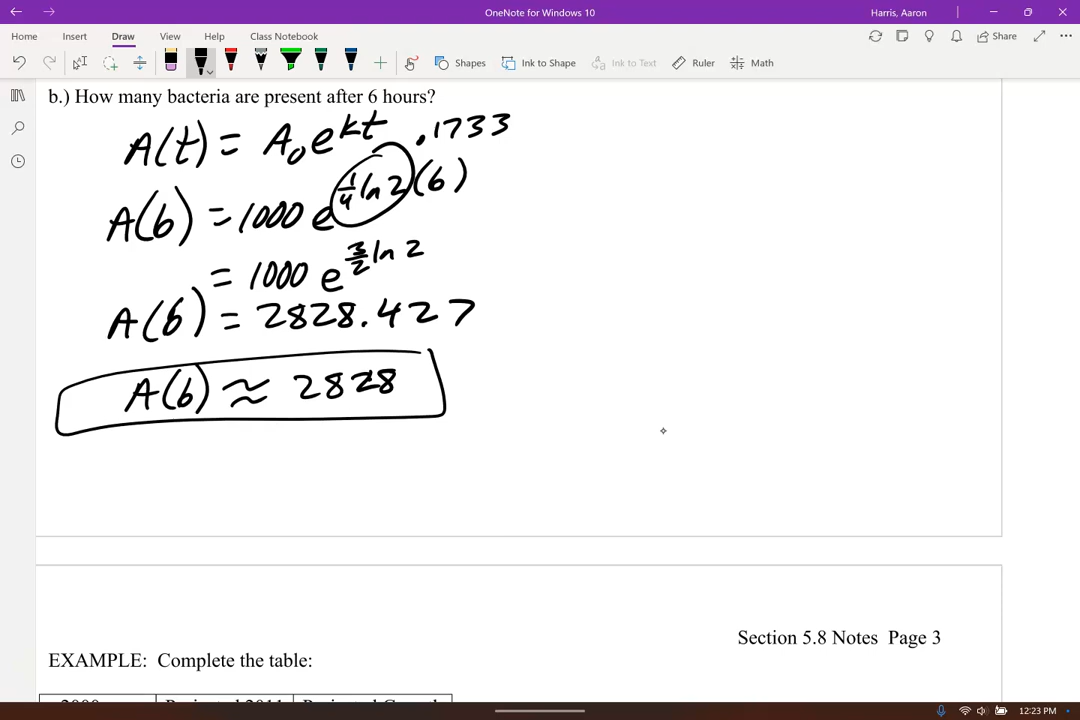 OneNote for Windows 10
Harris, Aaron
Home Insert Draw View Help Class Notebook
Share
Shapes Ink to Shape Ink to Text Ruler Math
b.) How many bacteria are present after 6 hours?
A(t) = A₀e^kt .1733
A(6) = 1000 e^(¼ ln 2)(6)
= 1000 e^(3/2 ln 2)
A(6) = 2828.427
A(6) ≈ 2828
Section 5.8 Notes Page 3
EXAMPLE: Complete the table:
12:23 PM